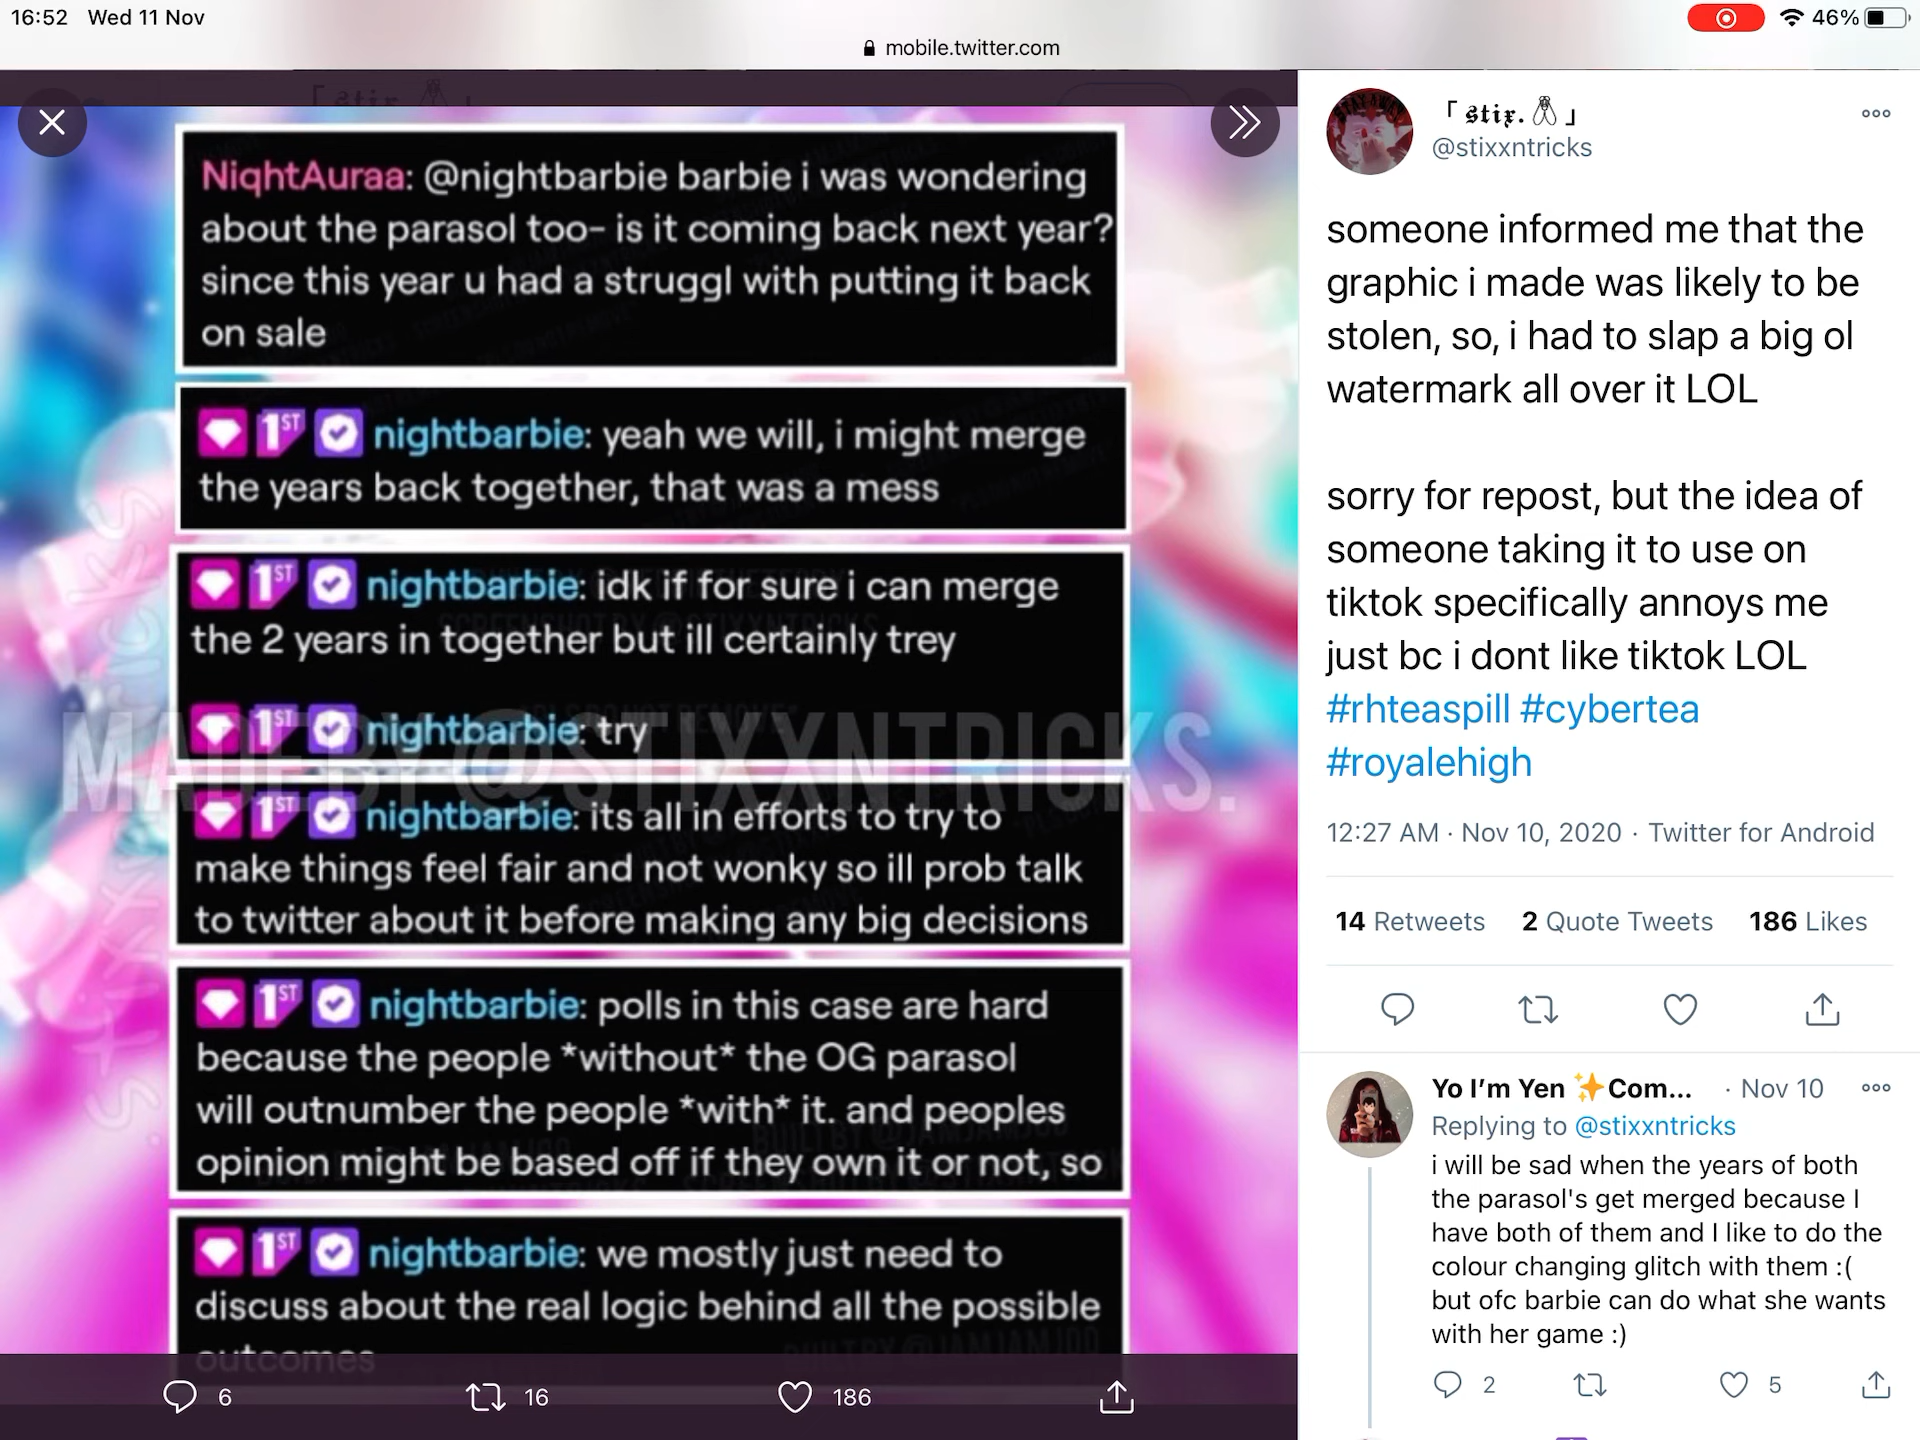 16:52 Wed 11 Nov
46%
mobile.twitter.com
NiqhtAuraa: @nightbarbie barbie i was wondering
about the parasol too- is it coming back next year?
since this year u had a struggl with putting it back
on sale
1ST nightbarbie: yeah we will, i might merge
the years back together, that was a mess
1ST nightbarbie: idk if for sure i can merge
the 2 years in together but ill certainly trey
1ST nightbarbie: try
MADE BY @STIXXNTRICKS.
1ST nightbarbie: its all in efforts to try to
make things feel fair and not wonky so ill prob talk
to twitter about it before making any big decisions
1ST nightbarbie: polls in this case are hard
because the people *without* the OG parasol
will outnumber the people *with* it. and peoples
opinion might be based off if they own it or not, so
1ST nightbarbie: we mostly just need to
discuss about the real logic behind all the possible
outcomes
6 16 186
「 𝖘𝖙𝖎𝖝. 」
@stixxntricks
someone informed me that the
graphic i made was likely to be
stolen, so, i had to slap a big ol
watermark all over it LOL
sorry for repost, but the idea of
someone taking it to use on
tiktok specifically annoys me
just bc i dont like tiktok LOL
#rhteaspill #cybertea
#royalehigh
12:27 AM · Nov 10, 2020 · Twitter for Android
14 Retweets 2 Quote Tweets 186 Likes
Yo I’m Yen ✨Com... · Nov 10
Replying to @stixxntricks
i will be sad when the years of both
the parasol's get merged because I
have both of them and I like to do the
colour changing glitch with them :(
but ofc barbie can do what she wants
with her game :)
2 5